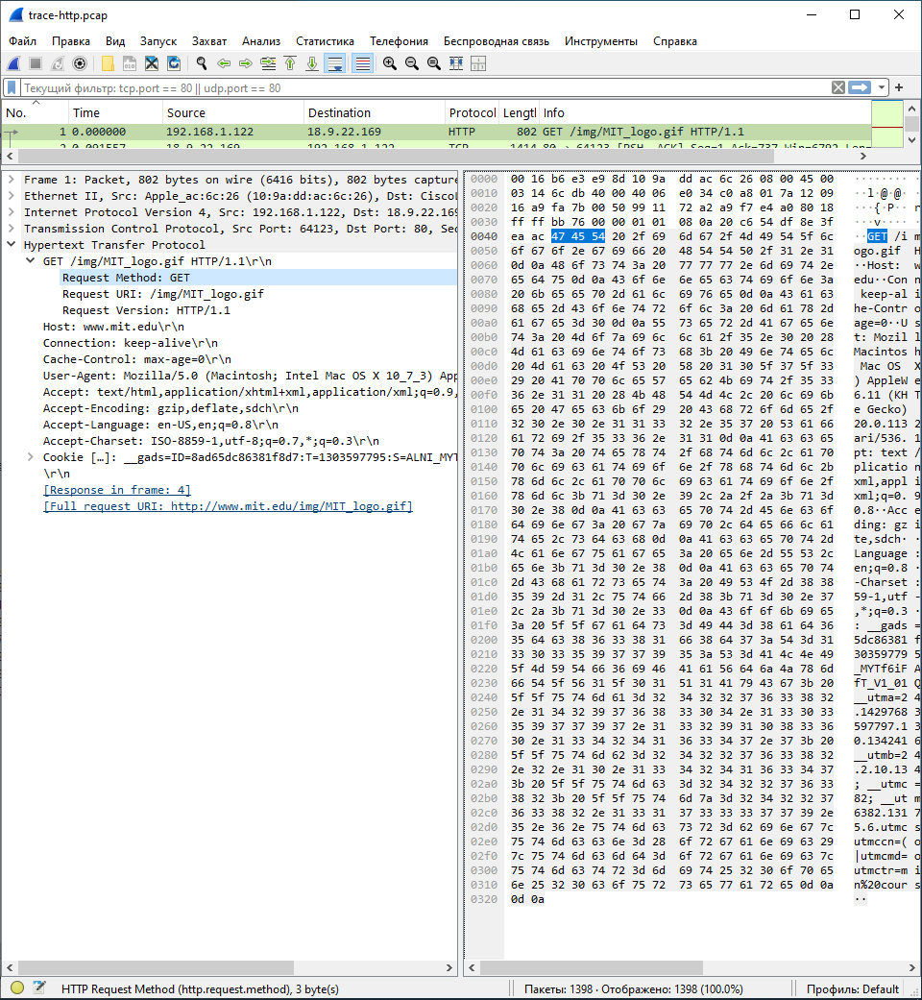 trace-http.pcap
Файл Правка Вид Запуск Захват Анализ Статистика Телефония Беспроводная связь Инструменты Справка
Текущий фильтр: tcp.port == 80 || udp.port == 80
No. Time Source Destination Protocol Lengtl Info
1 0.000000 192.168.1.122 18.9.22.169 HTTP 802 GET /img/MIT_logo.gif HTTP/1.1
2 0.091557 18.9.22.169 192.168.1.122 TCP 1414 80 → 64123 [PSH, ACK] Seq=1 Ack=737 Win=6792 Len=
Frame 1: Packet, 802 bytes on wire (6416 bits), 802 bytes capture
Ethernet II, Src: Apple_ac:6c:26 (10:9a:dd:ac:6c:26), Dst: Cisco
Internet Protocol Version 4, Src: 192.168.1.122, Dst: 18.9.22.169
Transmission Control Protocol, Src Port: 64123, Dst Port: 80, Sec
Hypertext Transfer Protocol
GET /img/MIT_logo.gif HTTP/1.1\r\n
Request Method: GET
Request URI: /img/MIT_logo.gif
Request Version: HTTP/1.1
Host: www.mit.edu\r\n
Connection: keep-alive\r\n
Cache-Control: max-age=0\r\n
User-Agent: Mozilla/5.0 (Macintosh; Intel Mac OS X 10_7_3) App
Accept: text/html,application/xhtml+xml,application/xml;q=0.9,
Accept-Encoding: gzip,deflate,sdch\r\n
Accept-Language: en-US,en;q=0.8\r\n
Accept-Charset: ISO-8859-1,utf-8;q=0.7,*;q=0.3\r\n
Cookie […]: __gads=ID=8ad65dc86381f8d7:T=1303597795:S=ALNI_MYT
\r\n
[Response in frame: 4]
[Full request URI: http://www.mit.edu/img/MIT_logo.gif]
0000 00 16 b6 e3 e9 8d 10 9a dd ac 6c 26 08 00 45 00 ········ ·
0010 03 14 6c db 40 00 40 06 e0 34 c0 a8 01 7a 12 09 ··l·@·@· ·
0020 16 a9 fa 7b 00 50 99 11 72 a2 a9 f7 e4 a0 80 18 ···{·P·· r
0030 ff ff bb 76 00 00 01 01 08 0a 20 c6 54 df 8e 3f ···v···· ·
0040 ea ac 47 45 54 20 2f 69 6d 67 2f 4d 49 54 5f 6c ··GET /i m
0050 6f 67 6f 2e 67 69 66 20 48 54 54 50 2f 31 2e 31 ogo.gif H
0060 0d 0a 48 6f 73 74 3a 20 77 77 77 2e 6d 69 74 2e ··Host: w
0070 65 64 75 0d 0a 43 6f 6e 6e 65 63 74 69 6f 6e 3a edu··Con n
0080 20 6b 65 65 70 2d 61 6c 69 76 65 0d 0a 43 61 63 keep-al i
0090 68 65 2d 43 6f 6e 74 72 6f 6c 3a 20 6d 61 78 2d he-Contr o
00a0 61 67 65 3d 30 0d 0a 55 73 65 72 2d 41 67 65 6e age=0··U s
00b0 74 3a 20 4d 6f 7a 69 6c 6c 61 2f 35 2e 30 20 28 t: Mozil l
00c0 4d 61 63 69 6e 74 6f 73 68 3b 20 49 6e 74 65 6c Macintos h
00d0 20 4d 61 63 20 4f 53 20 58 20 31 30 5f 37 5f 33 Mac OS X
00e0 29 20 41 70 70 6c 65 57 65 62 4b 69 74 2f 35 33 ) AppleW e
00f0 36 2e 31 31 20 28 4b 48 54 4d 4c 2c 20 6c 69 6b 6.11 (KH T
0100 65 20 47 65 63 6b 6f 29 20 43 68 72 6f 6d 65 2f e Gecko)
0110 32 30 2e 30 2e 31 31 33 32 2e 35 37 20 53 61 66 20.0.113 2
0120 61 72 69 2f 35 33 36 2e 31 31 0d 0a 41 63 63 65 ari/536. 1
0130 70 74 3a 20 74 65 78 74 2f 68 74 6d 6c 2c 61 70 pt: text /
0140 70 6c 69 63 61 74 69 6f 6e 2f 78 68 74 6d 6c 2b plicatio n
0150 78 6d 6c 2c 61 70 70 6c 69 63 61 74 69 6f 6e 2f xml,appl i
0160 78 6d 6c 3b 71 3d 30 2e 39 2c 2a 2f 2a 3b 71 3d xml;q=0. 9
0170 30 2e 38 0d 0a 41 63 63 65 70 74 2d 45 6e 63 6f 0.8··Acc e
0180 64 69 6e 67 3a 20 67 7a 69 70 2c 64 65 66 6c 61 ding: gz i
0190 74 65 2c 73 64 63 68 0d 0a 41 63 63 65 70 74 2d te,sdch· ·
01a0 4c 61 6e 67 75 61 67 65 3a 20 65 6e 2d 55 53 2c Language :
01b0 65 6e 3b 71 3d 30 2e 38 0d 0a 41 63 63 65 70 74 en;q=0.8 ·
01c0 2d 43 68 61 72 73 65 74 3a 20 49 53 4f 2d 38 38 -Charset :
01d0 35 39 2d 31 2c 75 74 66 2d 38 3b 71 3d 30 2e 37 59-1,utf -
01e0 2c 2a 3b 71 3d 30 2e 33 0d 0a 43 6f 6f 6b 69 65 ,*;q=0.3 ·
01f0 3a 20 5f 5f 67 61 64 73 3d 49 44 3d 38 61 64 36 : __gads =
0200 35 64 63 38 36 33 38 31 66 38 64 37 3a 54 3d 31 5dc86381 f
0210 33 30 33 35 39 37 37 39 35 3a 53 3d 41 4c 4e 49 30359779 5
0220 5f 4d 59 54 66 36 69 46 41 61 56 64 6a 4a 78 6d _MYTf6iF A
0230 66 54 5f 56 31 5f 30 31 51 31 41 79 43 67 3b 20 fT_V1_01 Q
0240 5f 5f 75 74 6d 61 3d 32 34 32 32 37 36 33 38 32 __utma=2 4
0250 2e 31 34 32 39 37 36 38 33 30 34 2e 31 33 30 33 .1429768 3
0260 35 39 37 37 39 37 2e 31 33 32 39 31 30 38 33 36 597797.1 3
0270 30 2e 31 33 34 32 34 31 36 33 34 37 2e 37 3b 20 0.134241 6
0280 5f 5f 75 74 6d 62 3d 32 34 32 32 37 36 33 38 32 __utmb=2 4
0290 2e 32 2e 31 30 2e 31 33 34 32 34 31 36 33 34 37 .2.10.13 4
02a0 3b 20 5f 5f 75 74 6d 63 3d 32 34 32 32 37 36 33 ; __utmc =
02b0 38 32 3b 20 5f 5f 75 74 6d 7a 3d 32 34 32 32 37 82; __ut m
02c0 36 33 38 32 2e 31 33 31 37 33 33 33 37 37 39 2e 6382.131 7
02d0 35 2e 36 2e 75 74 6d 63 73 72 3d 62 69 6e 67 7c 5.6.utmc s
02e0 75 74 6d 63 63 6e 3d 28 6f 72 67 61 6e 69 63 29 utmccn=( o
02f0 7c 75 74 6d 63 6d 64 3d 6f 72 67 61 6e 69 63 7c |utmcmd= o
0300 75 74 6d 63 74 72 3d 6d 69 74 25 32 30 6f 70 65 utmctr=m i
0310 6e 25 32 30 63 6f 75 72 73 65 77 61 72 65 0d 0a n%20cour s
0320 0d 0a ··
HTTP Request Method (http.request.method), 3 byte(s)
Пакеты: 1398 · Отображено: 1398 (100.0%)
Профиль: Default